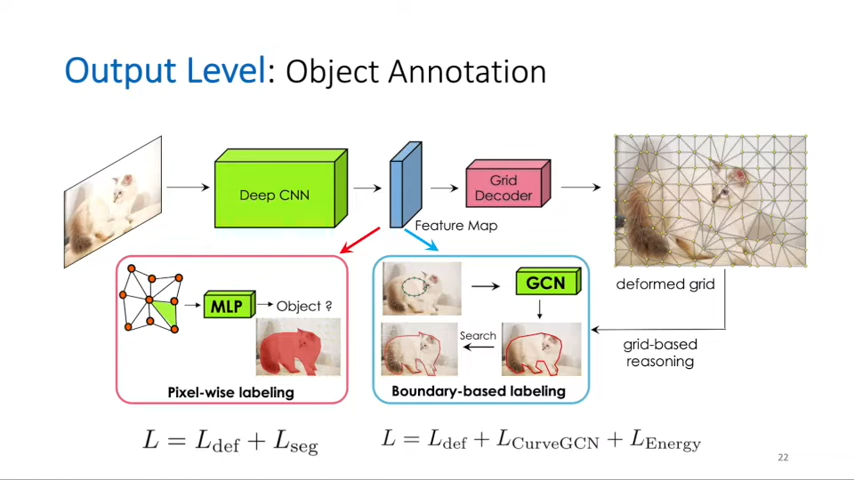 Output Level: Object Annotation
Deep CNN
Grid
Decoder
Feature Map
deformed grid
MLP
Object ?
GCN
Search
grid-based
reasoning
Pixel-wise labeling
Boundary-based labeling
L = L_def + L_seg
L = L_def + L_CurveGCN + L_Energy
22